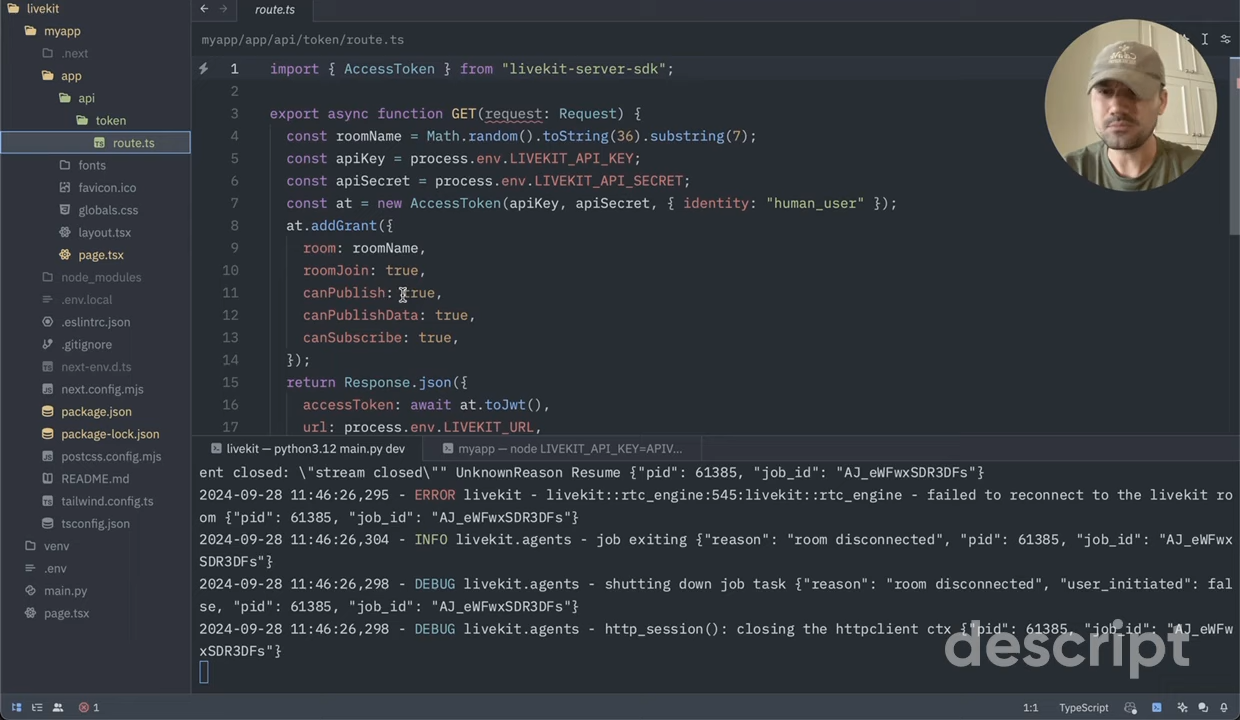 livekit
myapp
.next
app
api
token
route.ts
fonts
favicon.ico
globals.css
layout.tsx
page.tsx
node_modules
.env.local
.eslintrc.json
.gitignore
next-env.d.ts
next.config.mjs
package.json
package-lock.json
postcss.config.mjs
README.md
tailwind.config.ts
tsconfig.json
venv
.env
main.py
page.tsx
route.ts
myapp/app/api/token/route.ts
1 import { AccessToken } from "livekit-server-sdk";
2
3 export async function GET(request: Request) {
4 const roomName = Math.random().toString(36).substring(7);
5 const apiKey = process.env.LIVEKIT_API_KEY;
6 const apiSecret = process.env.LIVEKIT_API_SECRET;
7 const at = new AccessToken(apiKey, apiSecret, { identity: "human_user" });
8 at.addGrant({
9 room: roomName,
10 roomJoin: true,
11 canPublish: true,
12 canPublishData: true,
13 canSubscribe: true,
14 });
15 return Response.json({
16 accessToken: await at.toJwt(),
17 url: process.env.LIVEKIT_URL,
livekit — python3.12 main.py dev
myapp — node LIVEKIT_API_KEY=APIV...
ent closed: \"stream closed\"" UnknownReason Resume {"pid": 61385, "job_id": "AJ_eWFwxSDR3DFs"}
2024-09-28 11:46:26,295 - ERROR livekit - livekit::rtc_engine:545:livekit::rtc_engine - failed to reconnect to the livekit ro
om {"pid": 61385, "job_id": "AJ_eWFwxSDR3DFs"}
2024-09-28 11:46:26,304 - INFO livekit.agents - job exiting {"reason": "room disconnected", "pid": 61385, "job_id": "AJ_eWFwx
SDR3DFs"}
2024-09-28 11:46:26,298 - DEBUG livekit.agents - shutting down job task {"reason": "room disconnected", "user_initiated": fal
se, "pid": 61385, "job_id": "AJ_eWFwxSDR3DFs"}
2024-09-28 11:46:26,298 - DEBUG livekit.agents - http_session(): closing the httpclient ctx {"pid": 61385, "job_id": "AJ_eWFw
xSDR3DFs"}
descript
1
1:1
TypeScript